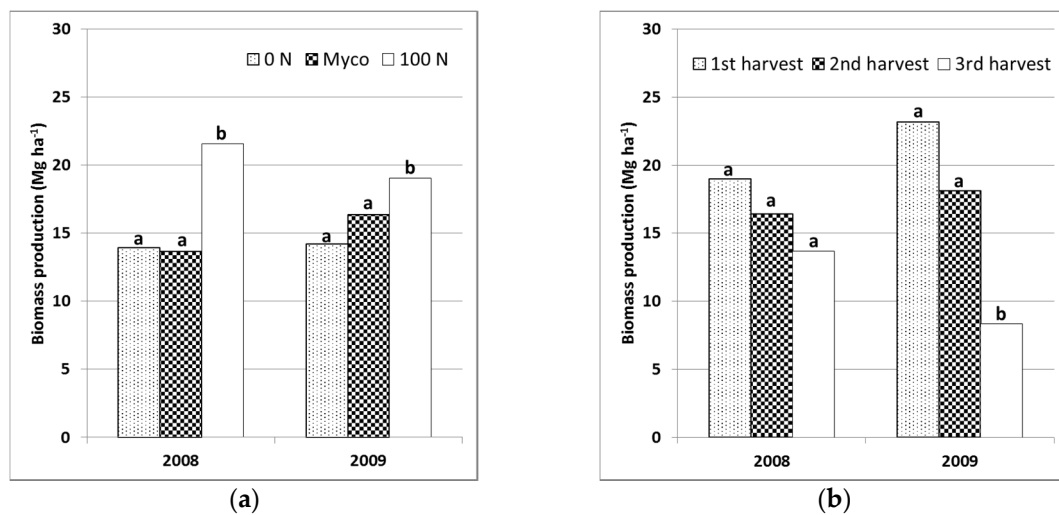 30
25
20
15
10
5
0
Biomass production (Mg ha⁻¹)
0 N Myco 100 N
a a b
a a b
2008 2009
(a)
30
25
20
15
10
5
0
Biomass production (Mg ha⁻¹)
1st harvest 2nd harvest 3rd harvest
a a a
a a b
2008 2009
(b)